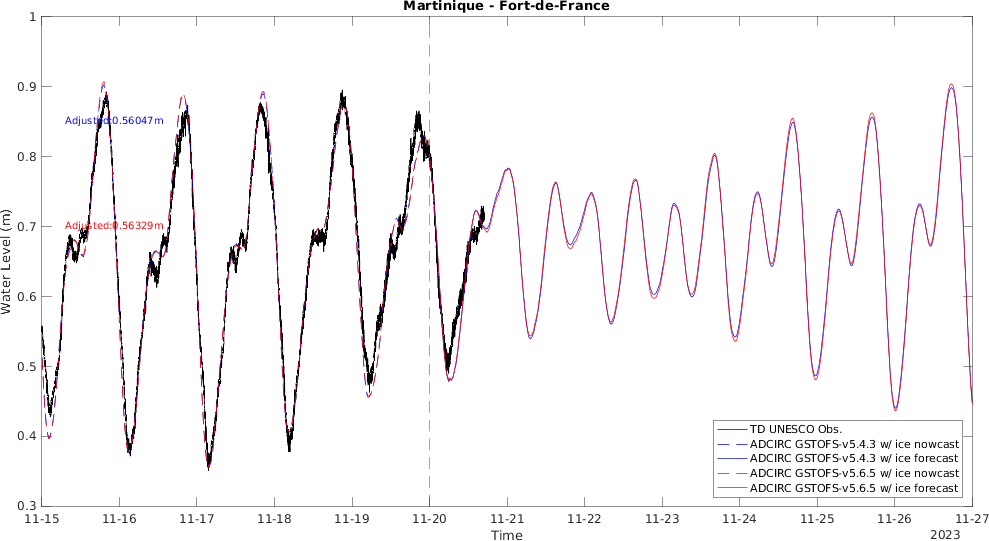 Martinique - Fort-de-France
1
0.9
0.8
0.7
0.6
0.5
0.4
0.3
Water Level (m)
Adjusted:0.56047m
Adjusted:0.56329m
TD UNESCO Obs.
ADCIRC GSTOFS-v5.4.3 w/ ice nowcast
ADCIRC GSTOFS-v5.4.3 w/ ice forecast
ADCIRC GSTOFS-v5.6.5 w/ ice nowcast
ADCIRC GSTOFS-v5.6.5 w/ ice forecast
11-15 11-16 11-17 11-18 11-19 11-20 11-21 11-22 11-23 11-24 11-25 11-26 11-27
Time
2023